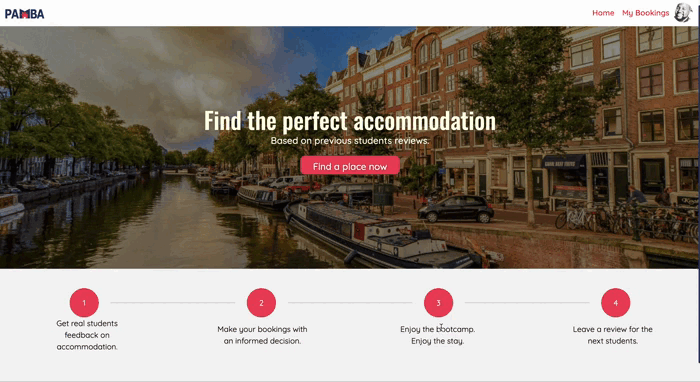 PAMBA
Home My Bookings
Find the perfect accommodation
Based on previous students reviews.
Find a place now
1
Get real students
feedback on
accommodation.
2
Make your bookings with
an informed decision.
3
Enjoy the bootcamp.
Enjoy the stay.
4
Leave a review for the
next students.